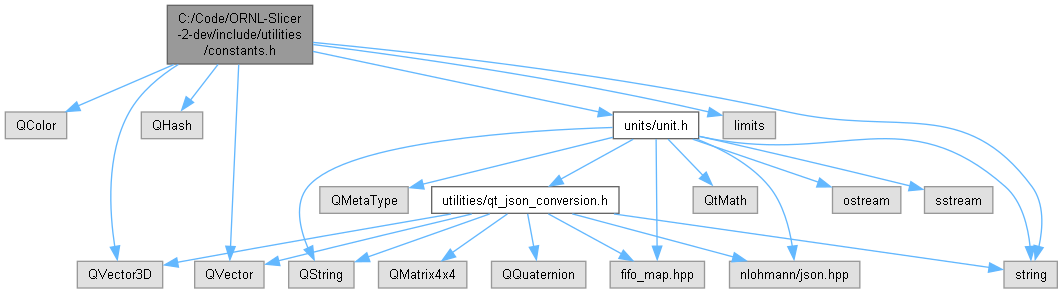 C:/Code/ORNL-Slicer
-2-dev/include/utilities
/constants.h
QColor
QHash
units/unit.h
limits
QMetaType
utilities/qt_json_conversion.h
QtMath
ostream
sstream
QVector3D
QVector
QString
QMatrix4x4
QQuaternion
fifo_map.hpp
nlohmann/json.hpp
string